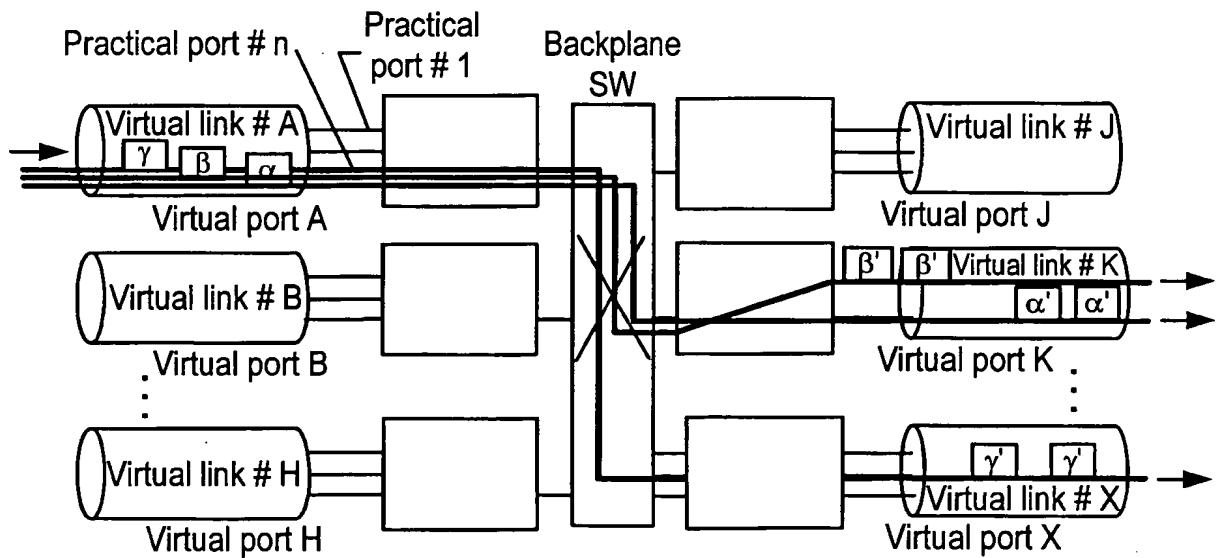 Practical port # n
Practical
port # 1
Backplane
SW
Virtual link # A
γ
β
α
Virtual port A
Virtual link # J
Virtual port J
Virtual link # B
Virtual port B
β'
β'
Virtual link # K
α'
α'
Virtual port K
Virtual link # H
Virtual port H
γ'
γ'
Virtual link # X
Virtual port X